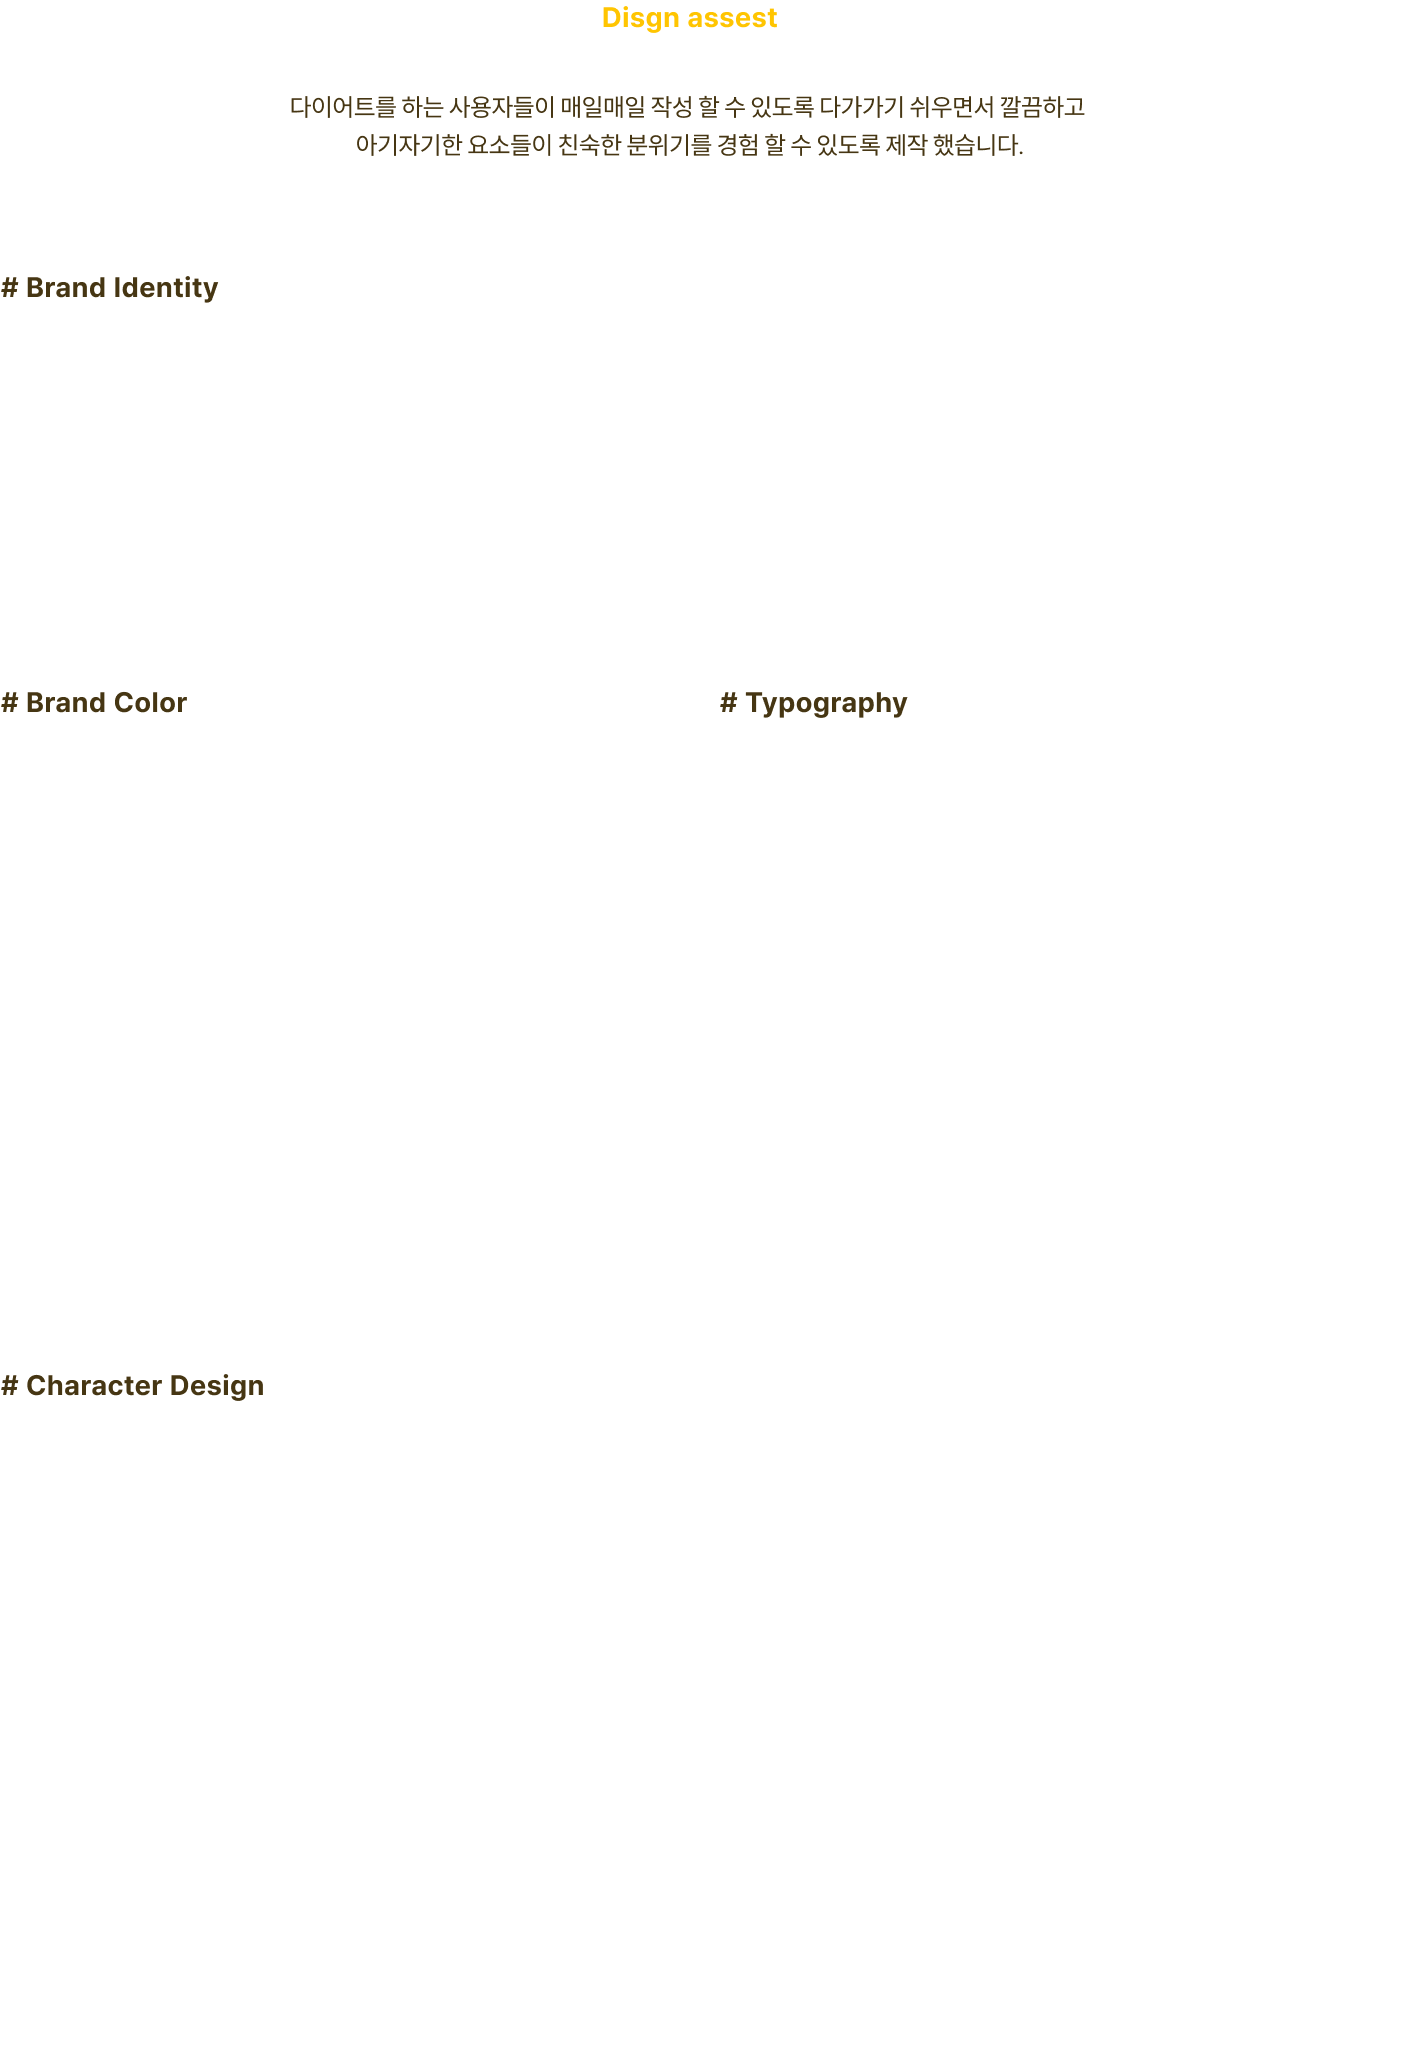 Disgn assest
다이어트를 하는 사용자들이 매일매일 작성 할 수 있도록 다가가기 쉬우면서 깔끔하고
아기자기한 요소들이 친숙한 분위기를 경험 할 수 있도록 제작 했습니다.
# Brand Identity
# Brand Color
# Typography
# Character Design